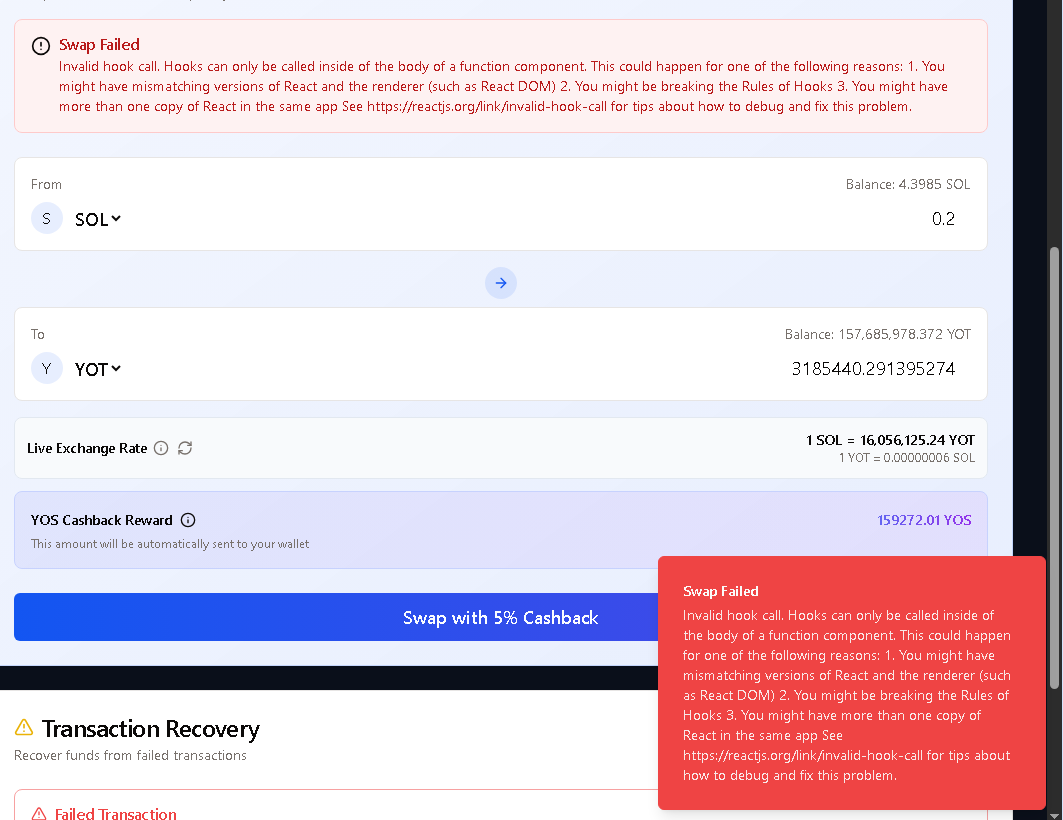 Swap Failed
Invalid hook call. Hooks can only be called inside of the body of a function component. This could happen for one of the following reasons: 1. You
might have mismatching versions of React and the renderer (such as React DOM) 2. You might be breaking the Rules of Hooks 3. You might have
more than one copy of React in the same app See https://reactjs.org/link/invalid-hook-call for tips about how to debug and fix this problem.
From
Balance: 4.3985 SOL
S
SOL
0.2
To
Balance: 157,685,978.372 YOT
Y
YOT
3185440.291395274
Live Exchange Rate
1 SOL = 16,056,125.24 YOT
1 YOT = 0.00000006 SOL
YOS Cashback Reward
159272.01 YOS
This amount will be automatically sent to your wallet
Swap with 5% Cashback
Swap Failed
Invalid hook call. Hooks can only be called inside of
the body of a function component. This could happen
for one of the following reasons: 1. You might have
mismatching versions of React and the renderer (such
as React DOM) 2. You might be breaking the Rules of
Hooks 3. You might have more than one copy of
React in the same app See
https://reactjs.org/link/invalid-hook-call for tips about
how to debug and fix this problem.
Transaction Recovery
Recover funds from failed transactions
Failed Transaction